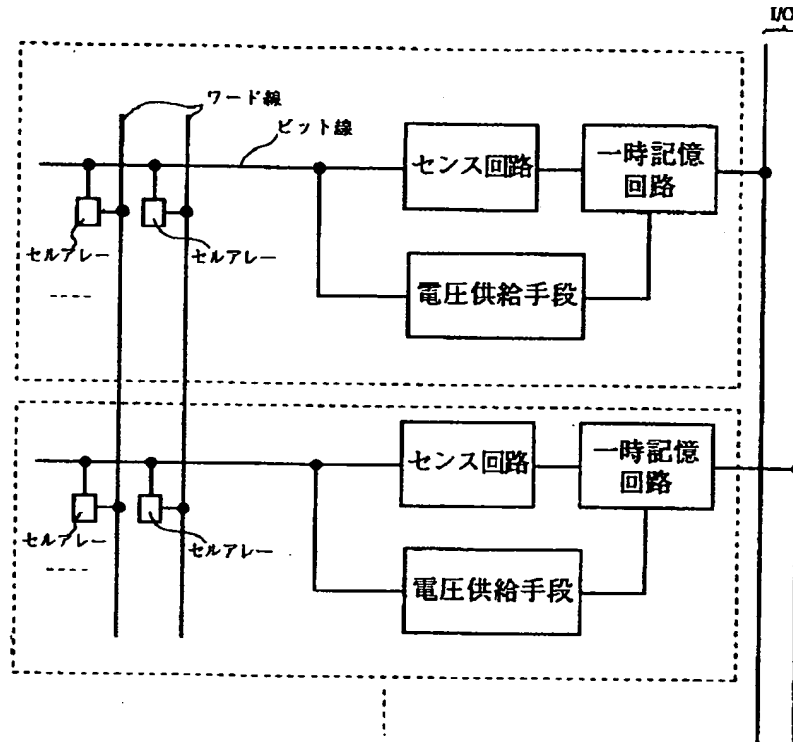 I/O
ワード線
ビット線
センス回路
一時記憶
回路
セルアレー
セルアレー
電圧供給手段
センス回路
一時記憶
回路
セルアレー
セルアレー
電圧供給手段